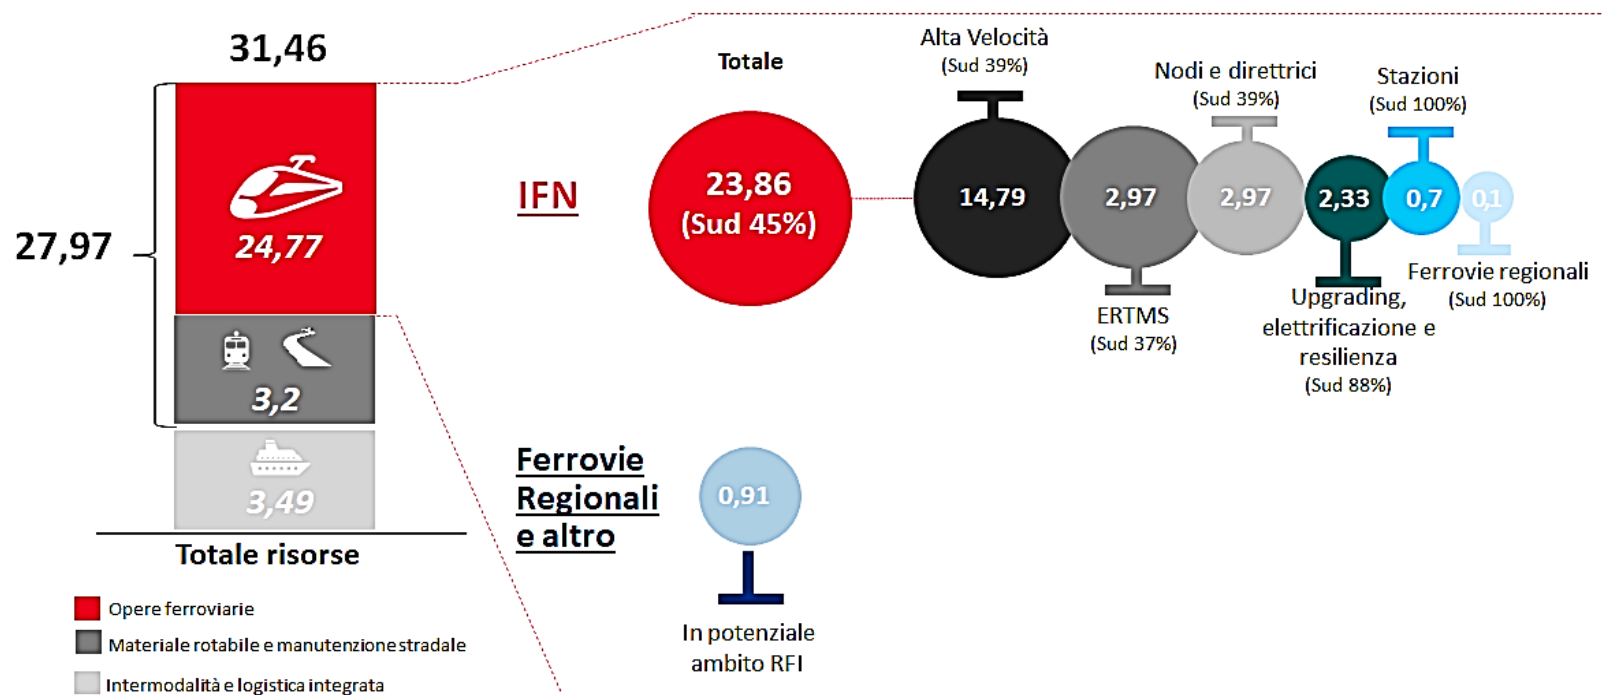 31,46
27,97
24,77
3,2
3,49
Totale risorse
Opere ferroviarie
Materiale rotabile e manutenzione stradale
Intermodalità e logistica integrata
Totale
IFN
23,86
(Sud 45%)
Alta Velocità
(Sud 39%)
14,79
2,97
ERTMS
(Sud 37%)
Nodi e direttrici
(Sud 39%)
2,97
2,33
Upgrading,
elettrificazione e
resilienza
(Sud 88%)
Stazioni
(Sud 100%)
0,7
0,1
Ferrovie regionali
(Sud 100%)
Ferrovie
Regionali
e altro
0,91
In potenziale
ambito RFI